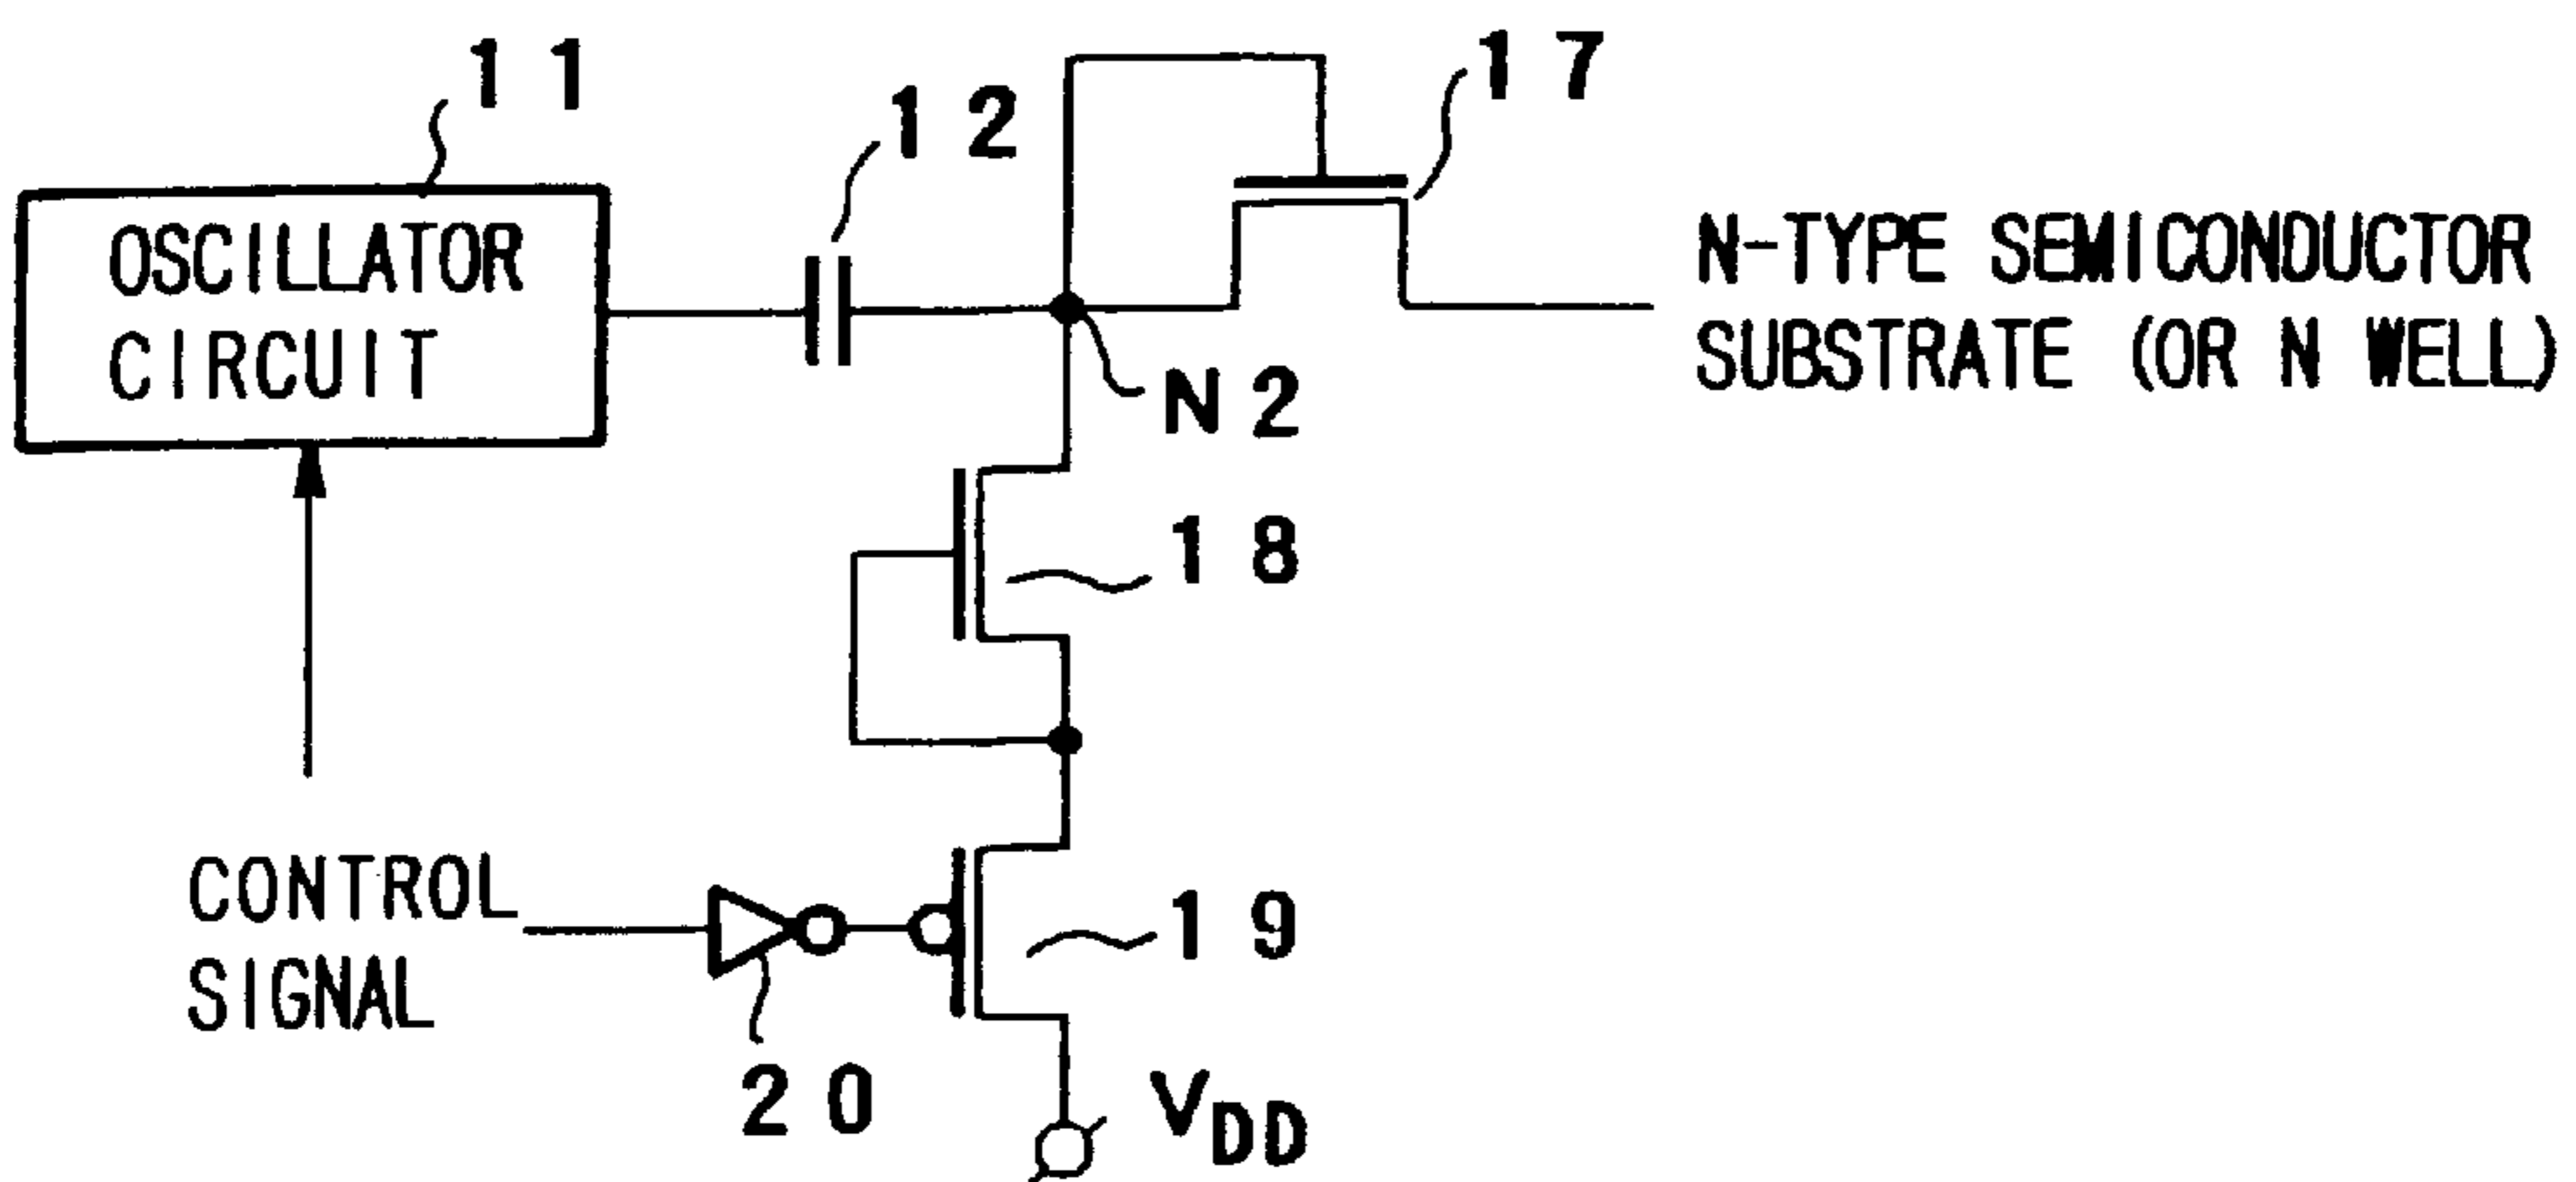 11
12
17
OSCILLATOR
CIRCUIT
N-TYPE SEMICONDUCTOR
SUBSTRATE (OR N WELL)
N2
18
CONTROL
SIGNAL
19
20
VDD